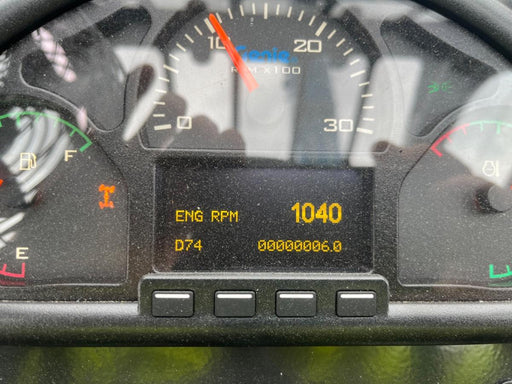 10 20
Genie
RPM X100
0 30
F
E
ENG RPM 1040
D74 00000006.0